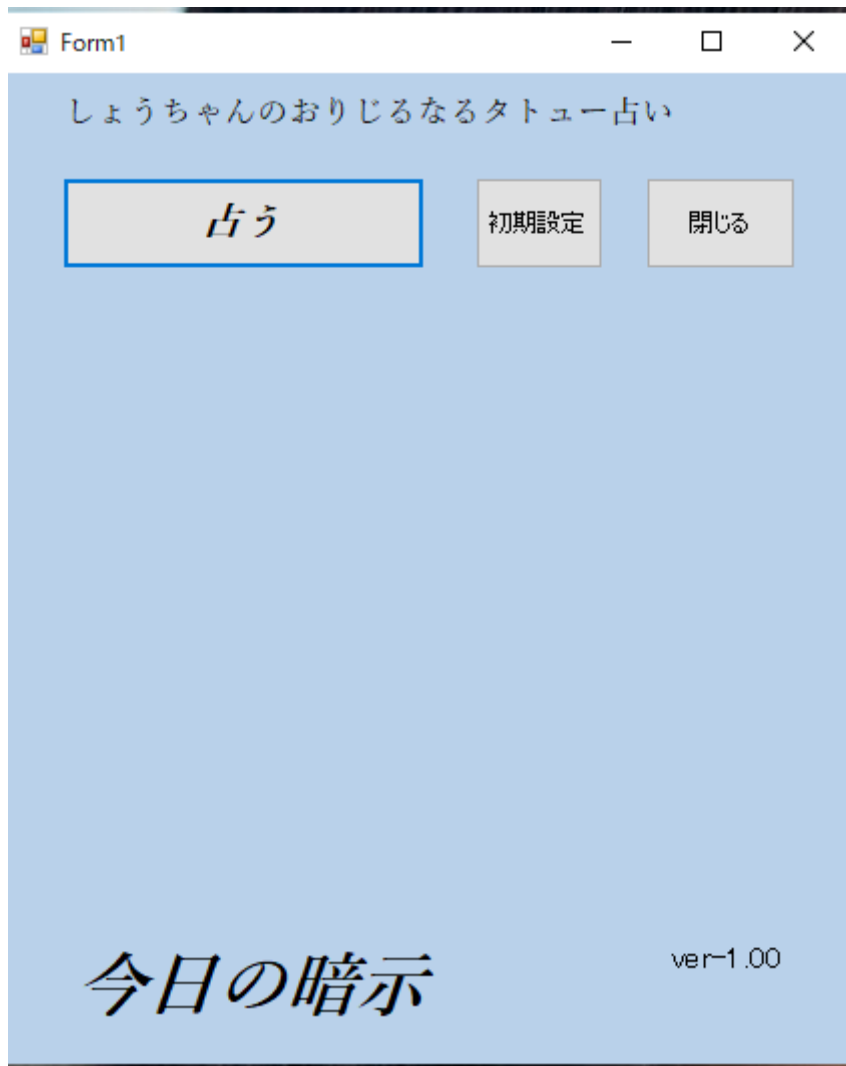 Form1
しょうちゃんのおりじるなるタトュー占い
占う 初期設定 閉じる
今日の暗示
ver-1.00